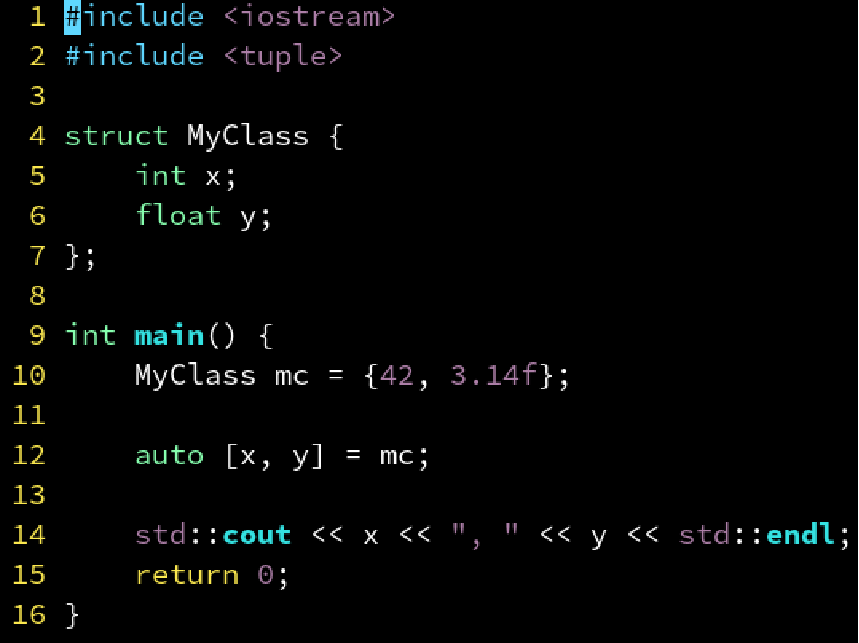 1 #include <iostream>
2 #include <tuple>
3
4 struct MyClass {
5     int x;
6     float y;
7 };
8
9 int main() {
10     MyClass mc = {42, 3.14f};
11
12     auto [x, y] = mc;
13
14     std::cout << x << ", " << y << std::endl;
15     return 0;
16 }